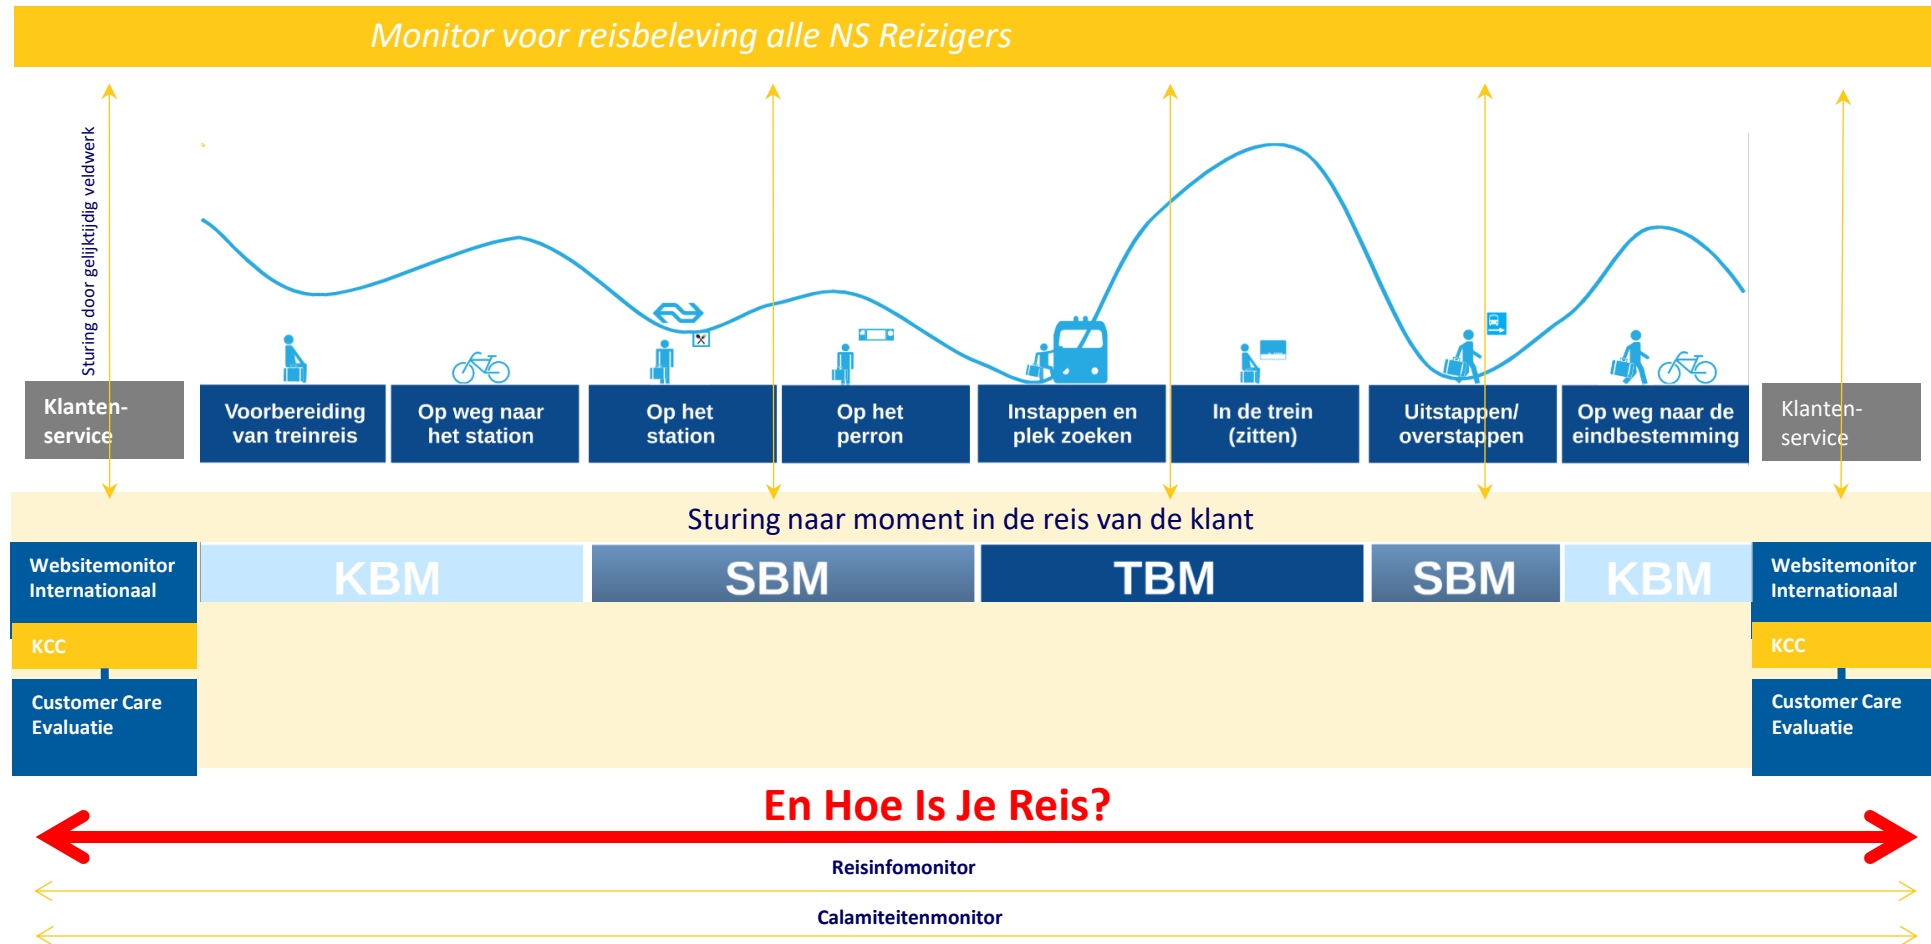 Monitor voor reisbeleving alle NS Reizigers
Sturing door gelijktijdig veldwerk
Klanten-
service
Voorbereiding
van treinreis
Op weg naar
het station
Op het
station
Op het
perron
Instappen en
plek zoeken
In de trein
(zitten)
Uitstappen/
overstappen
Op weg naar de
eindbestemming
Klanten-
service
Sturing naar moment in de reis van de klant
Websitemonitor
Internationaal
KBM
SBM
TBM
SBM
KBM
Websitemonitor
Internationaal
KCC
KCC
Customer Care
Evaluatie
Customer Care
Evaluatie
En Hoe Is Je Reis?
Reisinfomonitor
Calamiteitenmonitor